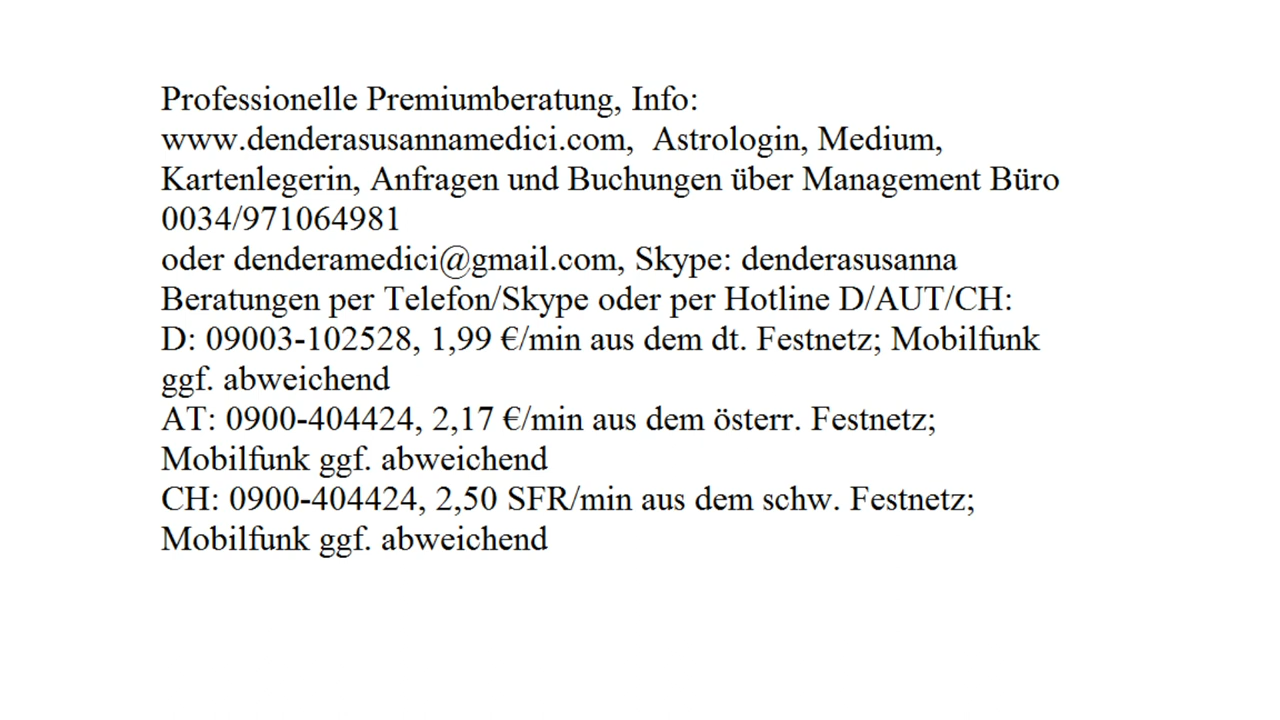 Professionelle Premiumberatung, Info:
www.denderasusannamedici.com,  Astrologin, Medium,
Kartenlegerin, Anfragen und Buchungen über Management Büro
0034/971064981
oder denderamedici@gmail.com, Skype: denderasusanna
Beratungen per Telefon/Skype oder per Hotline D/AUT/CH:
D: 09003-102528, 1,99 €/min aus dem dt. Festnetz; Mobilfunk
ggf. abweichend
AT: 0900-404424, 2,17 €/min aus dem österr. Festnetz;
Mobilfunk ggf. abweichend
CH: 0900-404424, 2,50 SFR/min aus dem schw. Festnetz;
Mobilfunk ggf. abweichend